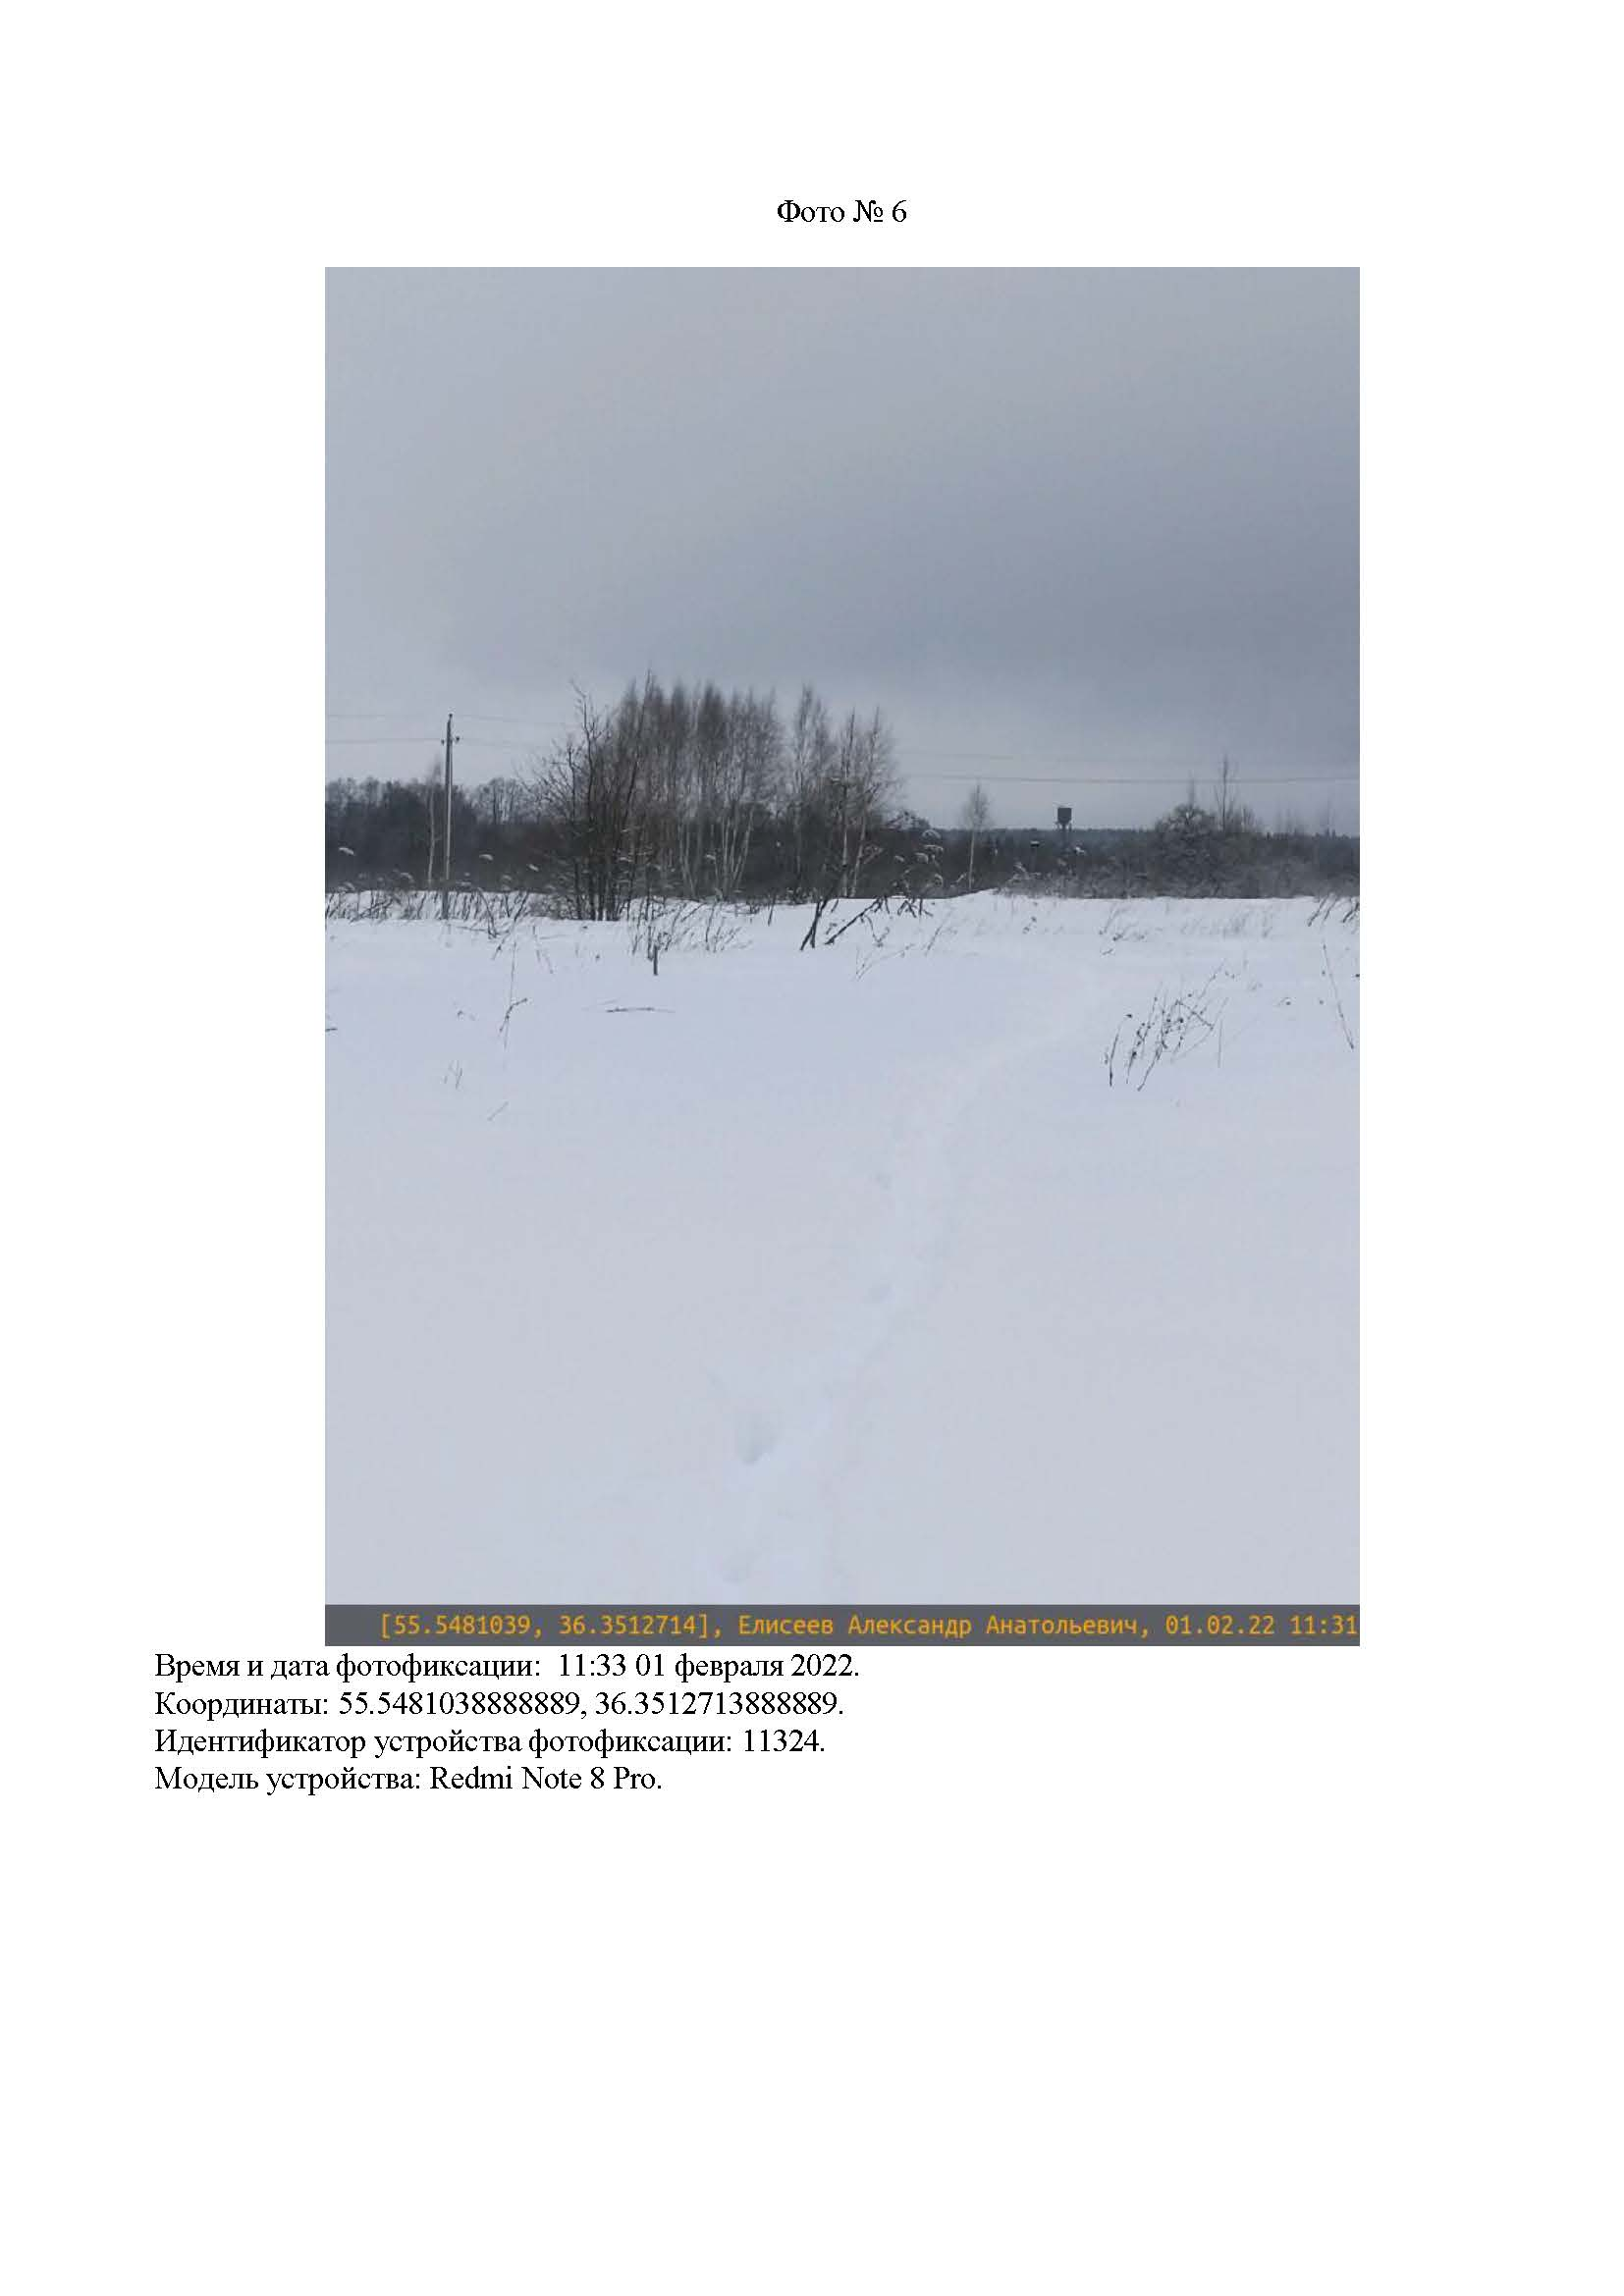 Фото № 6
[55.5481039, 36.3512714], Елисеев Александр Анатольевич, 01.02.22 11:31
Время и дата фотофиксации:  11:33 01 февраля 2022.
Координаты: 55.5481038888889, 36.3512713888889.
Идентификатор устройства фотофиксации: 11324.
Модель устройства: Redmi Note 8 Pro.